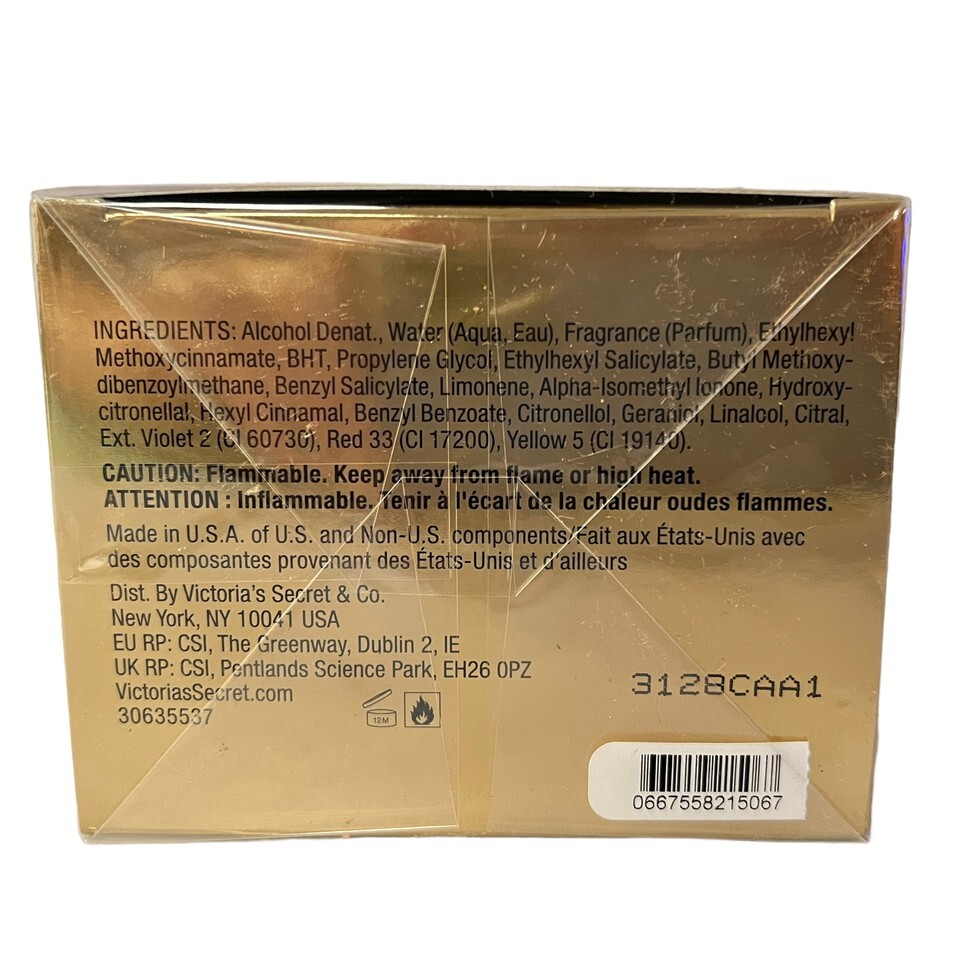 INGREDIENTS: Alcohol Denat., Water (Aqua, Eau), Fragrance (Parfum), Ethylhexyl
Methoxycinnamate, BHT, Propylene Glycol, Ethylhexyl Salicylate, Butyl Methoxy-
dibenzoylmethane, Benzyl Salicylate, Limonene, Alpha-Isomethyl Ionone, Hydroxy-
citronellal, Hexyl Cinnamal, Benzyl Benzoate, Citronellol, Geraniol, Linalool, Citral,
Ext. Violet 2 (CI 60730), Red 33 (CI 17200), Yellow 5 (CI 19140).
CAUTION: Flammable. Keep away from flame or high heat.
ATTENTION : Inflammable. Tenir à l'écart de la chaleur oudes flammes.
Made in U.S.A. of U.S. and Non-U.S. components/Fait aux États-Unis avec
des composantes provenant des États-Unis et d'ailleurs
Dist. By Victoria's Secret & Co.
New York, NY 10041 USA
EU RP: CSI, The Greenway, Dublin 2, IE
UK RP: CSI, Pentlands Science Park, EH26 0PZ
VictoriasSecret.com
30635537
12M
3128CAA1
0667558215067